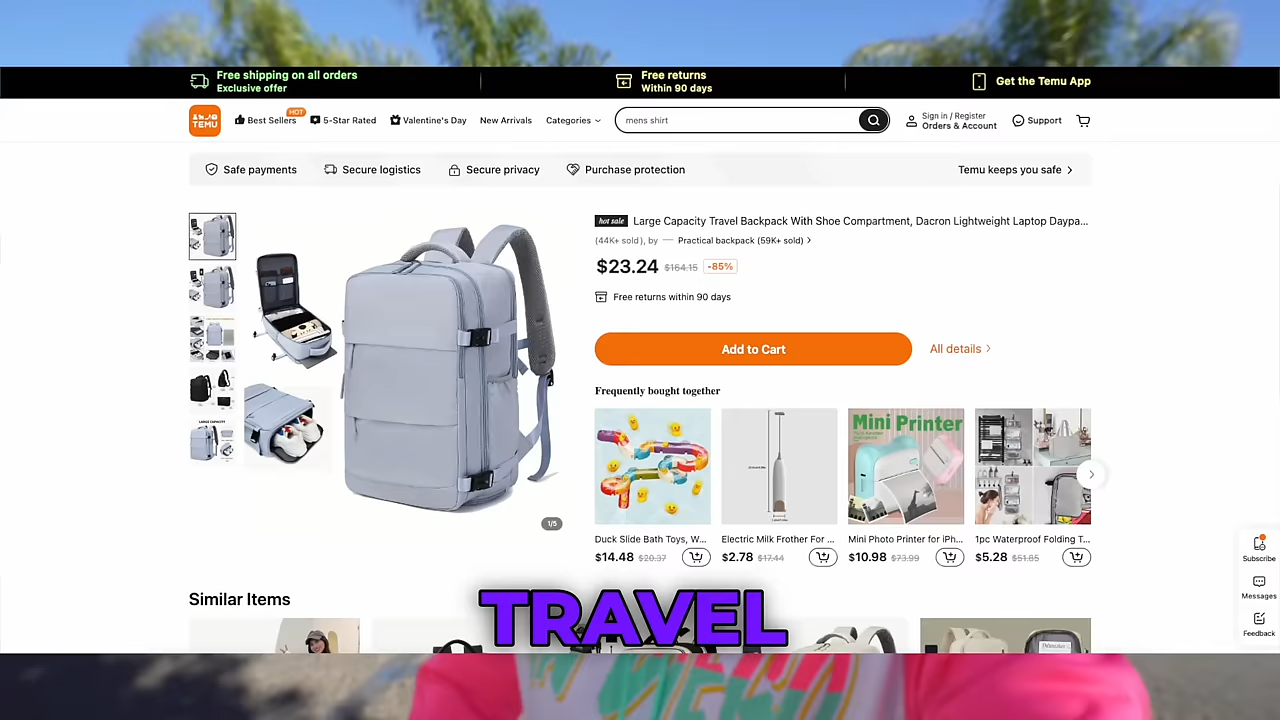 Free shipping on all orders
Exclusive offer
Free returns
Within 90 days
Get the Temu App
TEMU
Best Sellers
HOT
5-Star Rated
Valentine's Day
New Arrivals
Categories
mens shirt
Sign in / Register
Orders & Account
Support
Safe payments
Secure logistics
Secure privacy
Purchase protection
Temu keeps you safe
hot sale Large Capacity Travel Backpack With Shoe Compartment, Dacron Lightweight Laptop Daypa...
(44K+ sold), by — Practical backpack (59K+ sold)
$23.24 $164.15 -85%
Free returns within 90 days
Add to Cart
All details
LARGE CAPACITY
1/5
Frequently bought together
Mini Printer
Duck Slide Bath Toys, W...
$14.48 $20.37
Electric Milk Frother For ...
$2.78 $17.44
Mini Photo Printer for iPh...
$10.98 $73.99
1pc Waterproof Folding T...
$5.28 $51.85
Subscribe
Messages
Feedback
Similar Items
TRAVEL